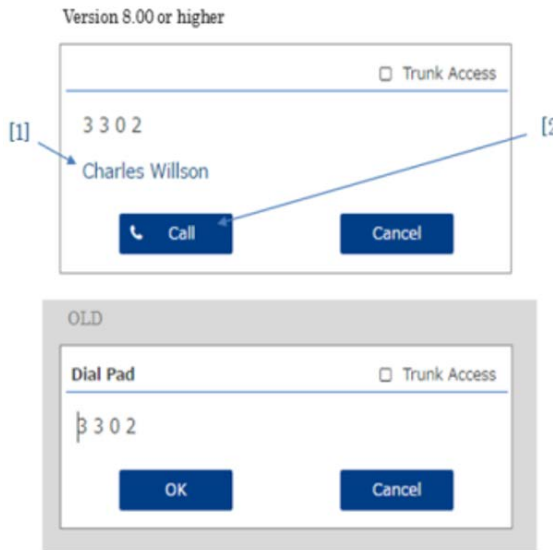 Version 8.00 or higher
Trunk Access
3 3 0 2
[1]
[2
Charles Willson
Call Cancel
OLD
Dial Pad Trunk Access
3 3 0 2
OK Cancel